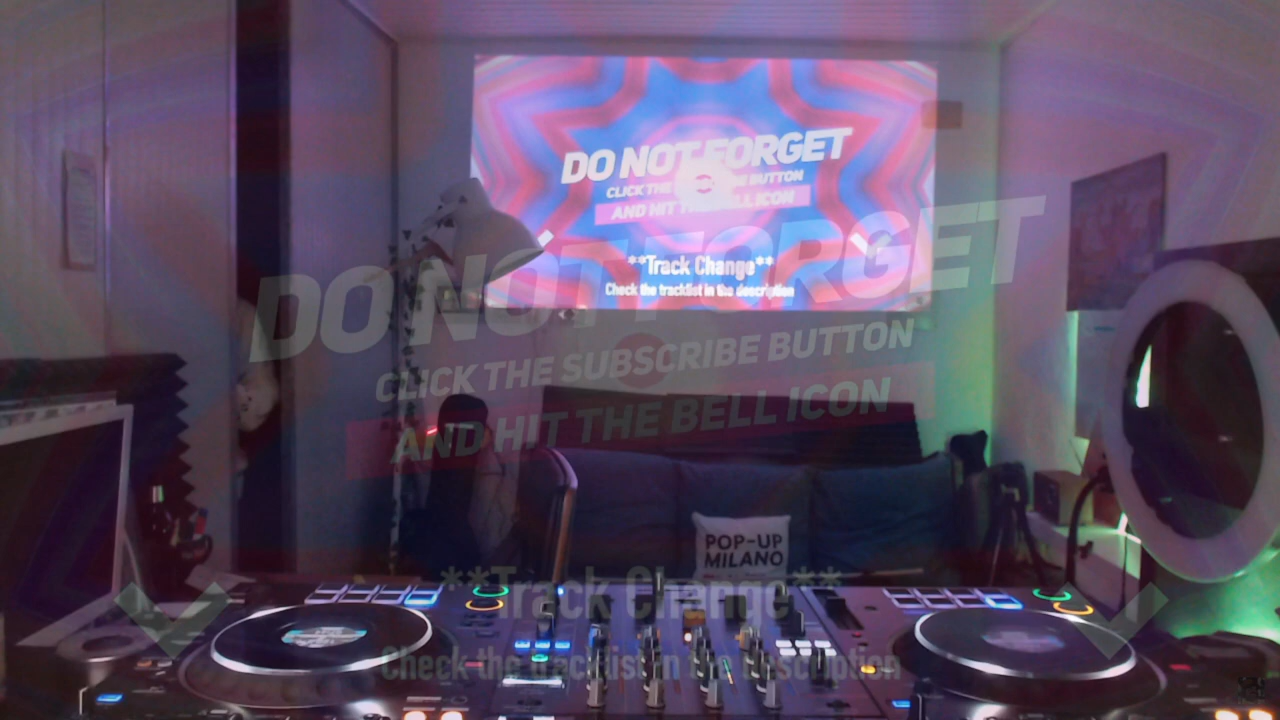 DO NOT FORGET
CLICK THE SUBSCRIBE BUTTON
AND HIT THE BELL ICON
**Track Change**
Check the tracklist in the description
DO NOT FORGET
CLICK THE SUBSCRIBE BUTTON
AND HIT THE BELL ICON
POP-UP
MILANO
**Track Change**
Check the tracklist in the description